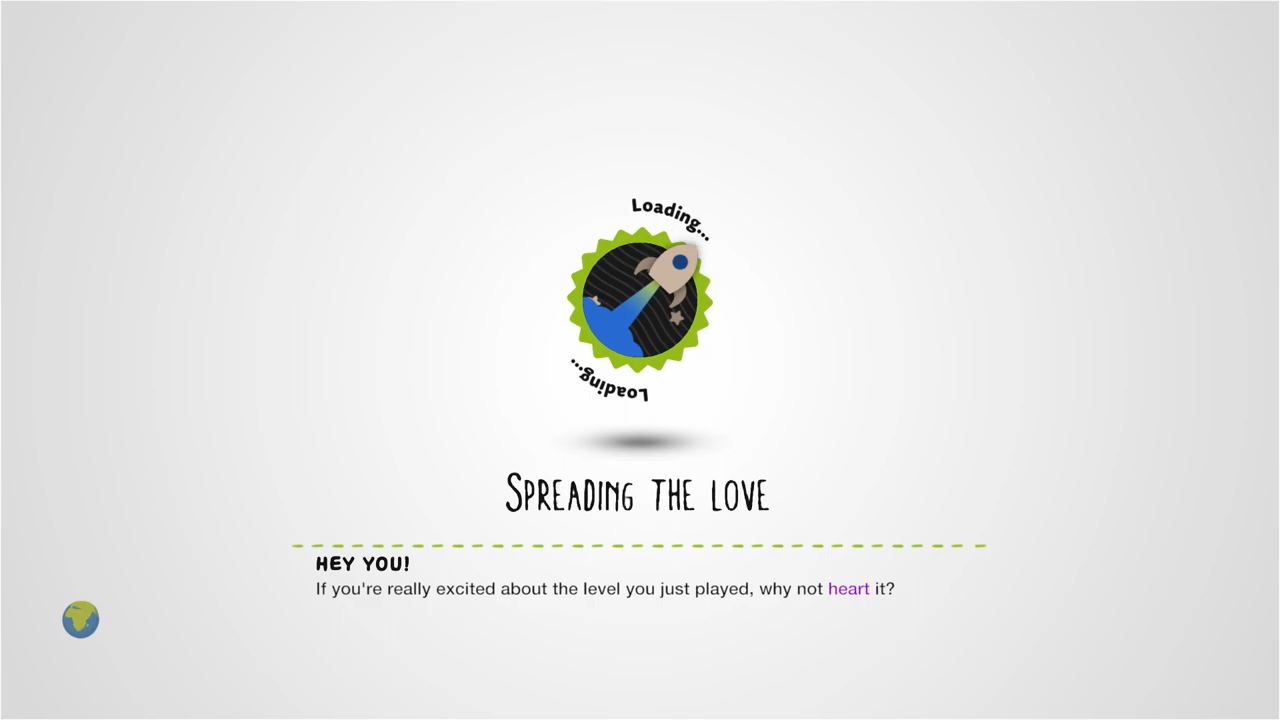 Loading...
Loading...
SPREADING THE LOVE
HEY YOU!
If you're really excited about the level you just played, why not heart it?